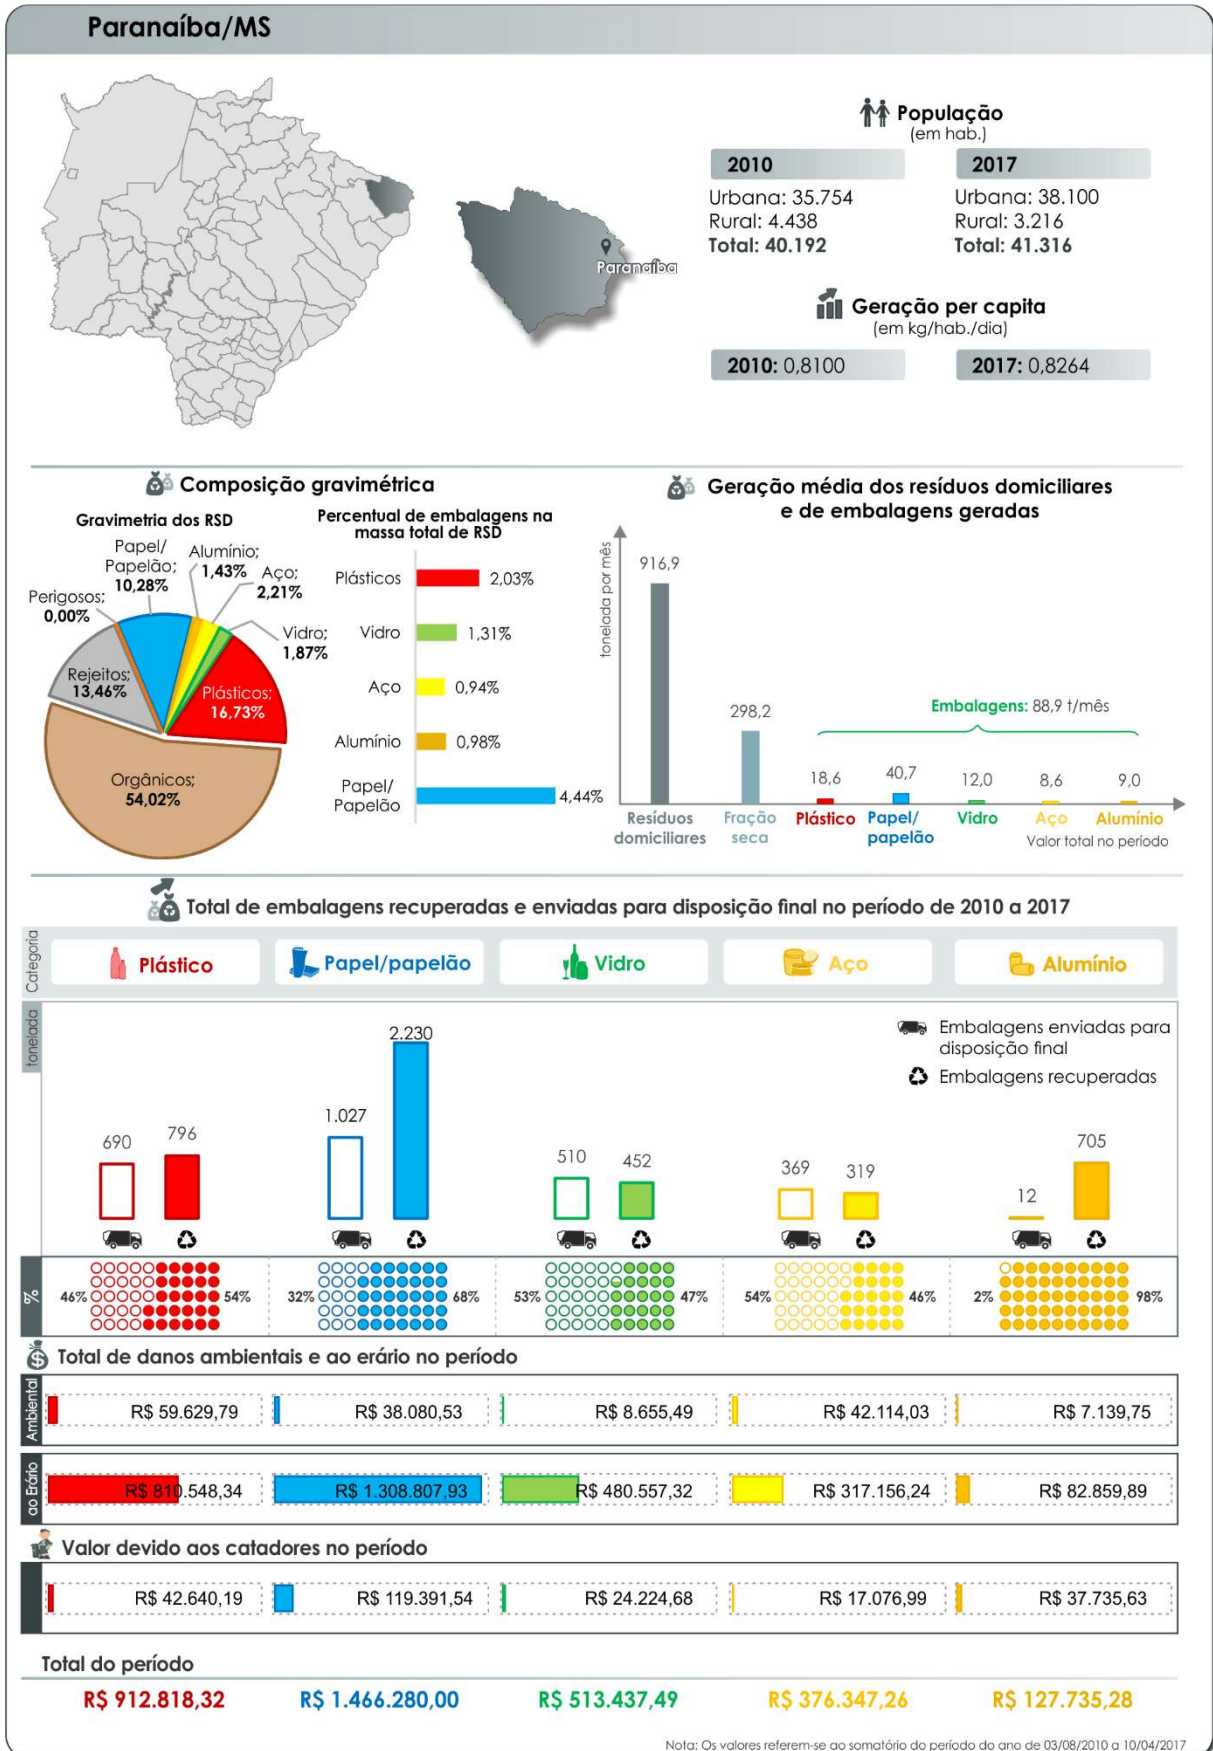 Paranaíba/MS
População
(em hab.)
2010
2017
Urbana: 35.754
Rural: 4.438
Total: 40.192
Urbana: 38.100
Rural: 3.216
Total: 41.316
Paranaíba
Geração per capita
(em kg/hab./dia)
2010: 0,8100
2017: 0,8264
Composição gravimétrica
Gravimetria dos RSD
Papel/
Papelão;
10,28%
Alumínio;
1,43%
Aço;
2,21%
Perigosos;
0,00%
Vidro;
1,87%
Rejeitos;
13,46%
Plásticos;
16,73%
Orgânicos;
54,02%
Percentual de embalagens na
massa total de RSD
Plásticos
2,03%
Vidro
1,31%
Aço
0,94%
Alumínio
0,98%
Papel/
Papelão
4,44%
Geração média dos resíduos domiciliares
e de embalagens geradas
tonelada por mês
916,9
298,2
Embalagens: 88,9 t/mês
18,6
40,7
12,0
8,6
9,0
Resíduos
domiciliares
Fração
seca
Plástico
Papel/
papelão
Vidro
Aço
Alumínio
Valor total no período
Total de embalagens recuperadas e enviadas para disposição final no período de 2010 a 2017
Categoria
Plástico
Papel/papelão
Vidro
Aço
Alumínio
tonelada
Embalagens enviadas para
disposição final
Embalagens recuperadas
690
796
1.027
2.230
510
452
369
319
12
705
%
46%
54%
32%
68%
53%
47%
54%
46%
2%
98%
Total de danos ambientais e ao erário no período
Ambiental
R$ 59.629,79
R$ 38.080,53
R$ 8.655,49
R$ 42.114,03
R$ 7.139,75
ao Erário
R$ 810.548,34
R$ 1.308.807,93
R$ 480.557,32
R$ 317.156,24
R$ 82.859,89
Valor devido aos catadores no período
R$ 42.640,19
R$ 119.391,54
R$ 24.224,68
R$ 17.076,99
R$ 37.735,63
Total do período
R$ 912.818,32
R$ 1.466.280,00
R$ 513.437,49
R$ 376.347,26
R$ 127.735,28
Nota: Os valores referem-se ao somatório do período do ano de 03/08/2010 a 10/04/2017